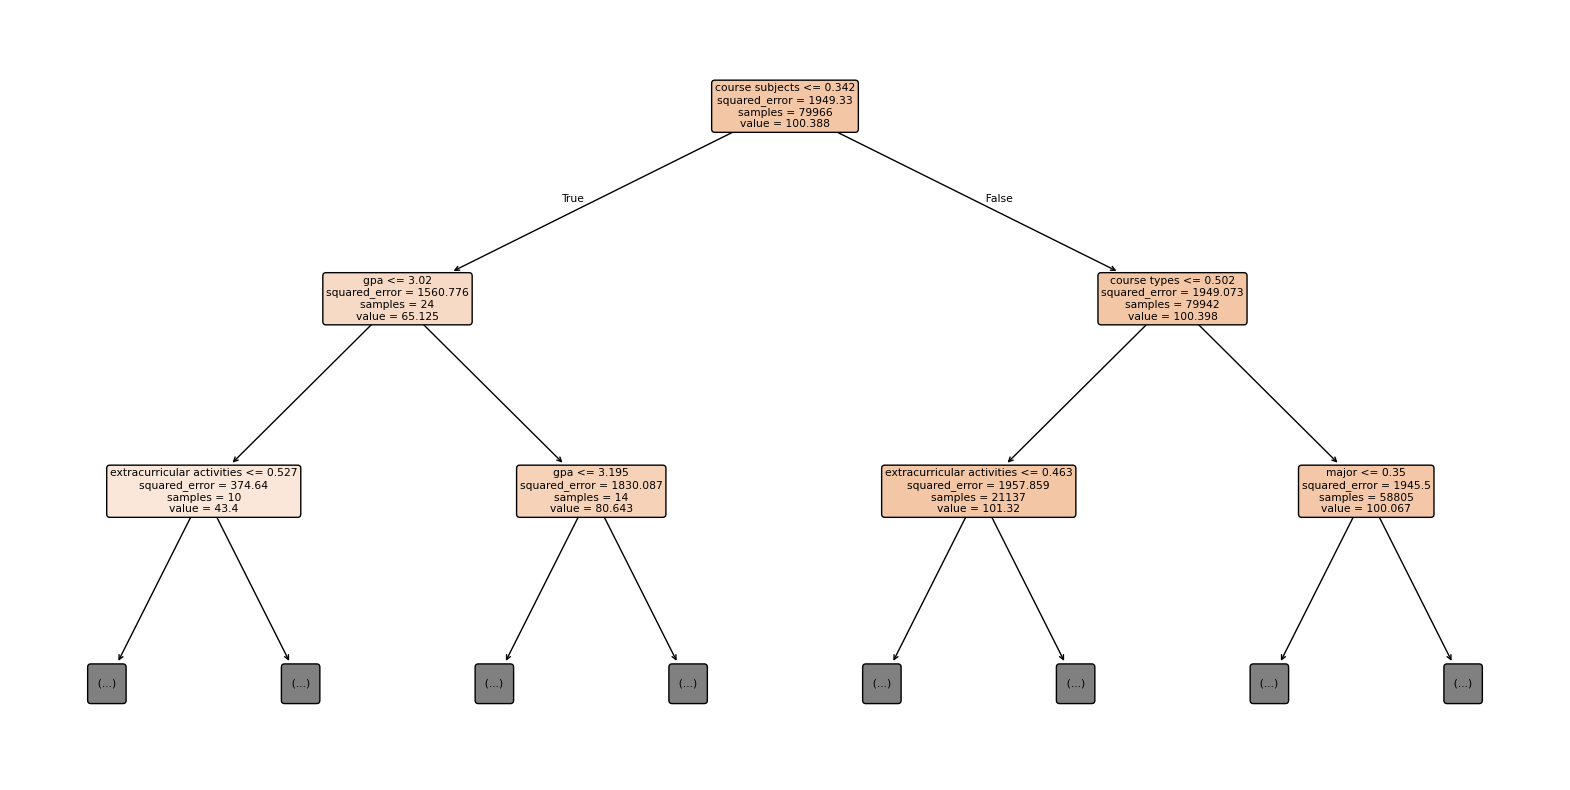 course subjects <= 0.342
squared_error = 1949.33
samples = 79966
value = 100.388
True
False
gpa <= 3.02
squared_error = 1560.776
samples = 24
value = 65.125
course types <= 0.502
squared_error = 1949.073
samples = 79942
value = 100.398
extracurricular activities <= 0.527
squared_error = 374.64
samples = 10
value = 43.4
gpa <= 3.195
squared_error = 1830.087
samples = 14
value = 80.643
extracurricular activities <= 0.463
squared_error = 1957.859
samples = 21137
value = 101.32
major <= 0.35
squared_error = 1945.5
samples = 58805
value = 100.067
(...)
(...)
(...)
(...)
(...)
(...)
(...)
(...)